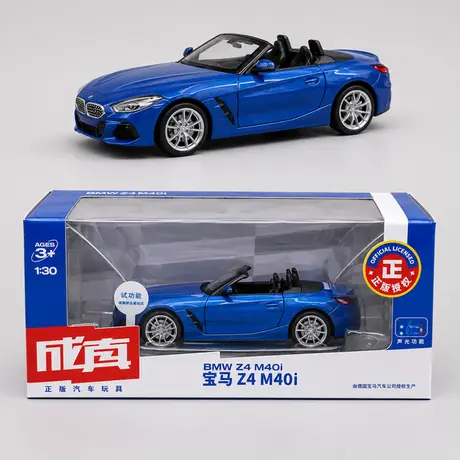 BMW Z4 M40i
AGES
3+
1:30
试功能
OFFICIAL LICENSED
正
正版授权
声光功能
成真
正版汽车玩具
BMW Z4 M40i
宝马 Z4 M40i
由德国宝马汽车公司授权生产